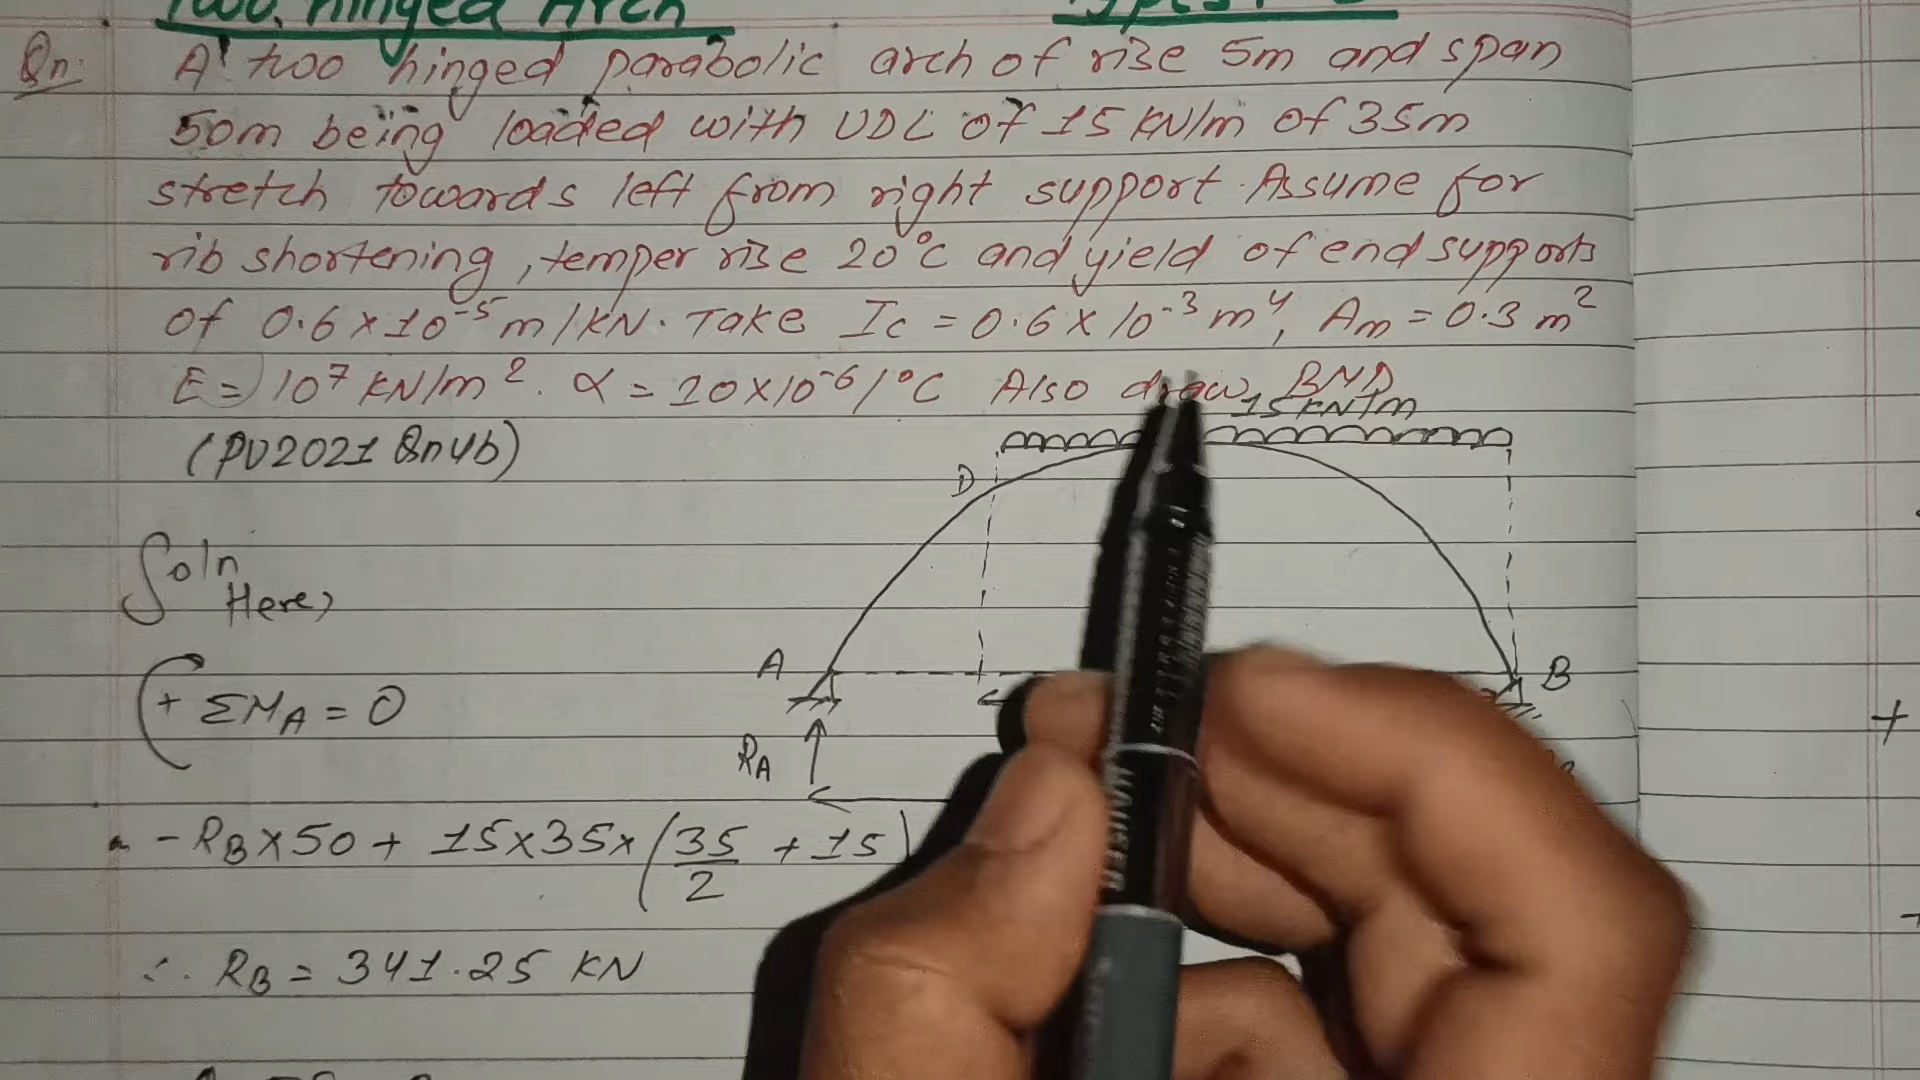 Two hinged Arch
Qn: A two hinged parabolic arch of rise 5m and span
50m being loaded with UDL of 15 KN/m of 35m
stretch towards left from right support. Assume for
rib shortening, temper rise 20°C and yield of end supports
of 0.6 x 10⁻⁵ m/KN. Take Ic = 0.6 x 10⁻³ m⁴, Am = 0.3 m²
E = 10⁷ KN/m². α = 10x10⁻⁶/°C Also draw BMD
15 KN/m
(PU2021 Qn4b)
D
Soln
Here,
A
B
+ ΣMA = 0
RA
- RB x 50 + 15 x 35 x (35/2 + 15)
∴ RB = 341.25 KN